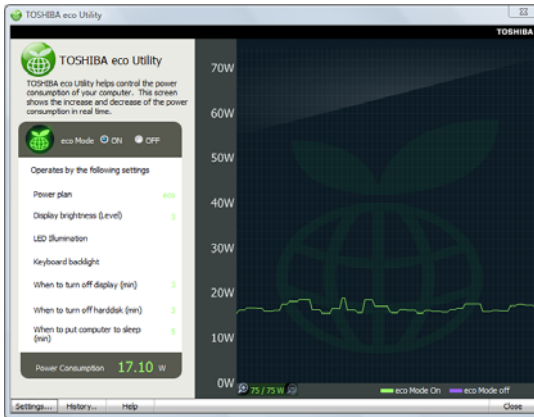 TOSHIBA eco Utility
TOSHIBA
TOSHIBA eco Utility
TOSHIBA eco Utility helps control the power
consumption of your computer. This screen
shows the increase and decrease of the power
consumption in real time.
eco Mode ON OFF
Operates by the following settings
Power plan eco
Display brightness (Level) 3
LED Illumination
Keyboard backlight
When to turn off display (min) 3
When to turn off harddisk (min) 3
When to put computer to sleep
(min) 5
Power Consumption 17.10 W
70W
60W
50W
40W
30W
20W
10W
0W
75 / 75 W
eco Mode On eco Mode off
Settings... History... Help Close